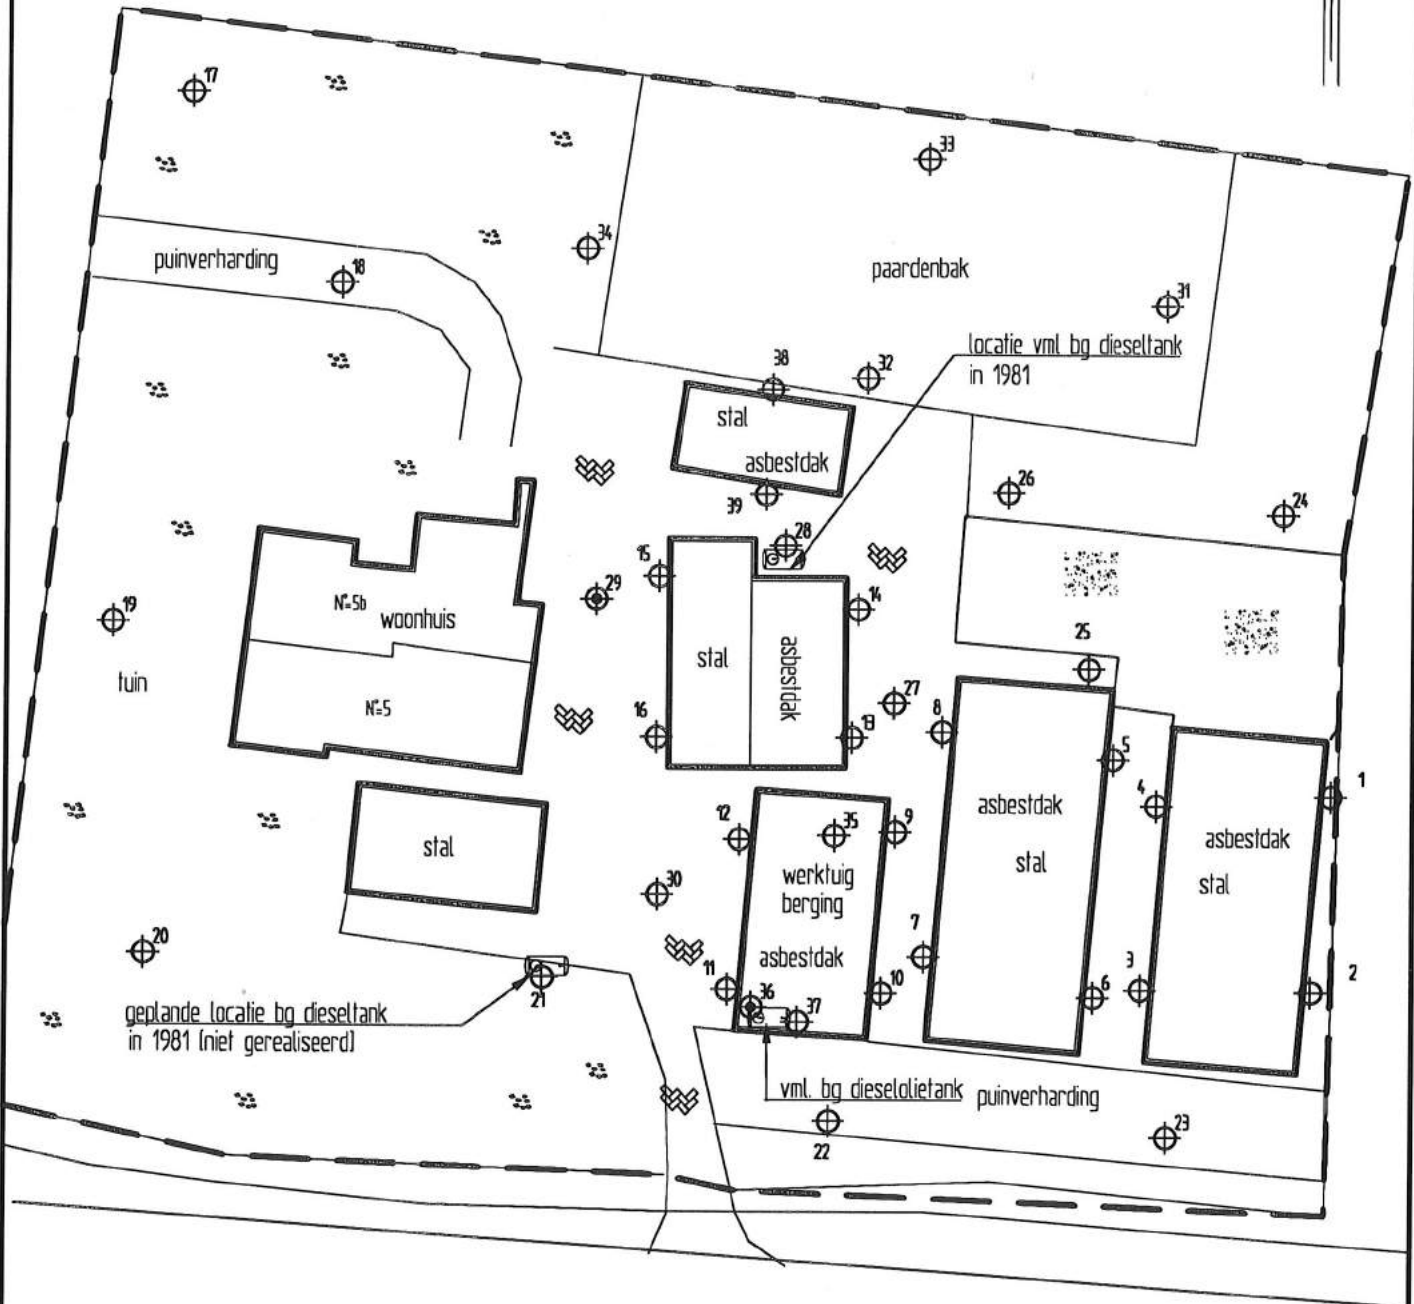 17
33
34
puinverharding
18
paardenbak
31
locatie vml bg dieseltank
in 1981
38
32
stal
asbestdak
39
26
24
28
15
29
14
N°=5b
woonhuis
19
tuin
stal
asbestdak
25
N°=5
27
16
13
8
5
4
1
asbestdak
stal
asbestdak
stal
12
35
9
stal
werktuig
berging
asbestdak
30
20
7
11
10
36
37
6
3
2
21
geplande locatie bg dieseltank
in 1981 (niet gerealiseerd)
vml. bg dieselolietank
puinverharding
22
23